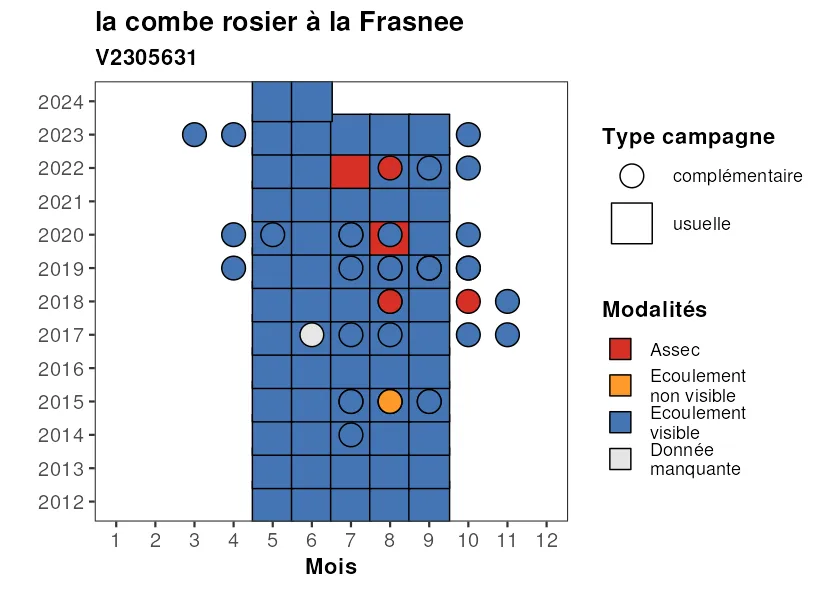 la combe rosier à la Frasnee
V2305631
2024
2023
2022
2021
2020
2019
2018
2017
2016
2015
2014
2013
2012
1 2 3 4 5 6 7 8 9 10 11 12
Mois
Type campagne
complémentaire
usuelle
Modalités
Assec
Ecoulement
non visible
Ecoulement
visible
Donnée
manquante